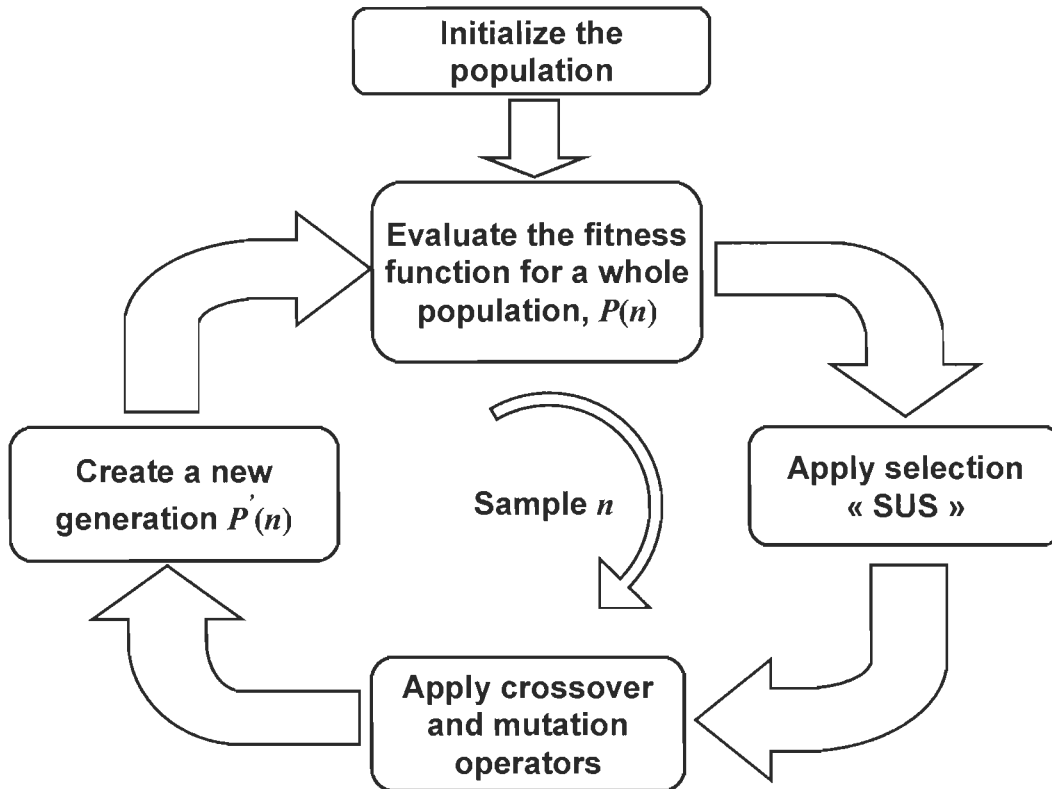 Initialize the
population
Evaluate the fitness
function for a whole
population, P(n)
Apply selection
« SUS »
Apply crossover
and mutation
operators
Create a new
generation P'(n)
Sample n